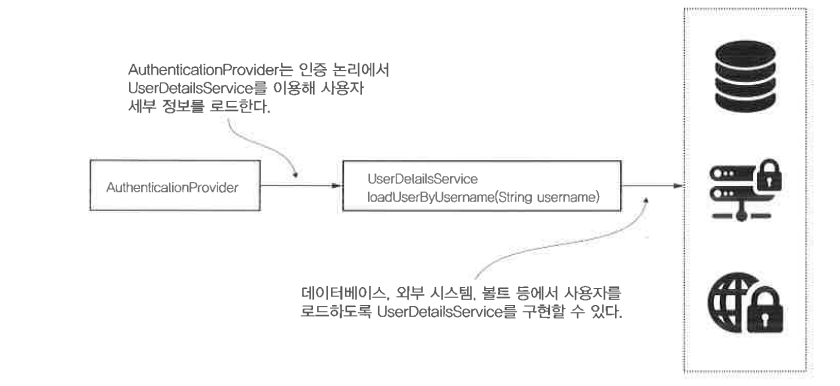 AuthenticationProvider는 인증 논리에서
UserDetailsService를 이용해 사용자
세부 정보를 로드한다.
AuthenticationProvider
UserDetailsService
loadUserByUsername(String username)
데이터베이스, 외부 시스템, 볼트 등에서 사용자를
로드하도록 UserDetailsService를 구현할 수 있다.